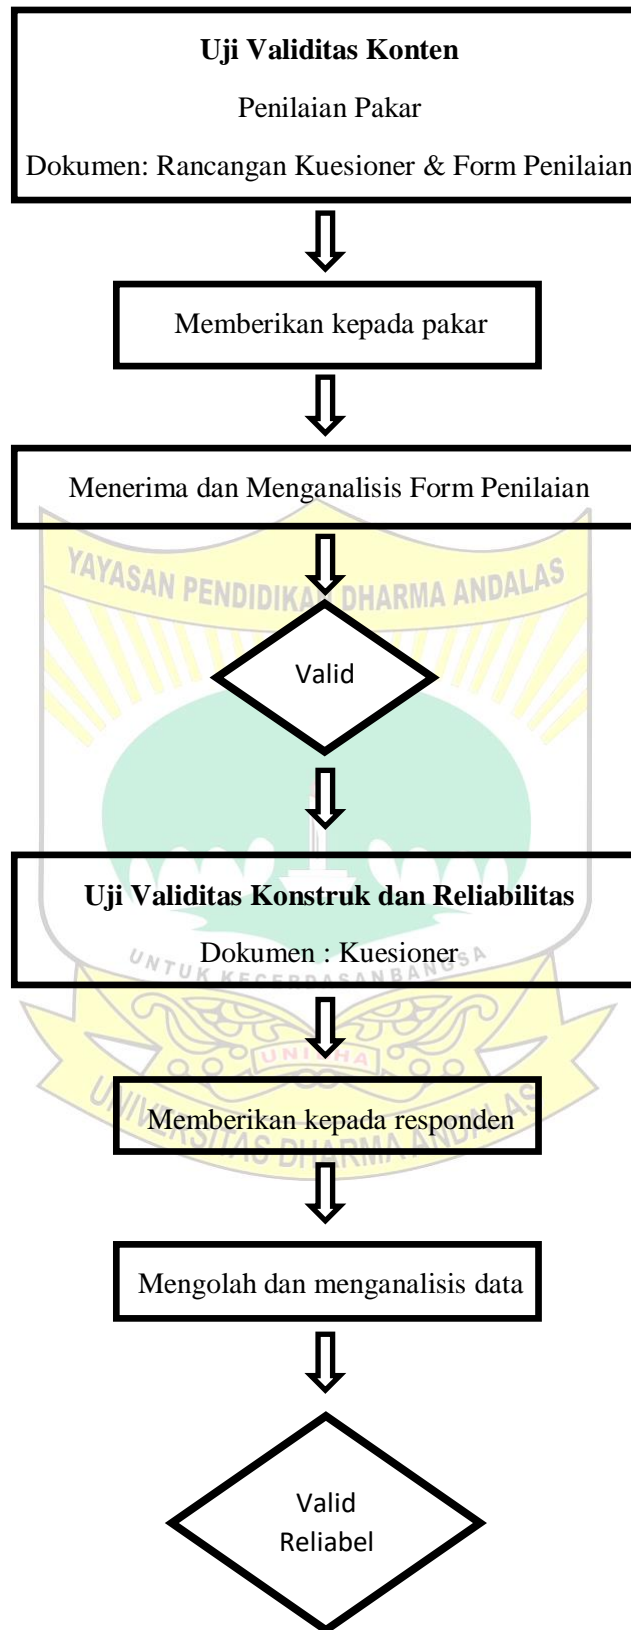 Uji Validitas Konten
Penilaian Pakar
Dokumen: Rancangan Kuesioner & Form Penilaian
Memberikan kepada pakar
Menerima dan Menganalisis Form Penilaian
YAYASAN PENDIDIKAN DHARMA ANDALAS
Valid
Uji Validitas Konstruk dan Reliabilitas
Dokumen : Kuesioner
UNTUK KECERDASAN BANGSA
UNIDHA
Memberikan kepada responden
UNIVERSITAS DHARMA ANDALAS
Mengolah dan menganalisis data
Valid
Reliabel